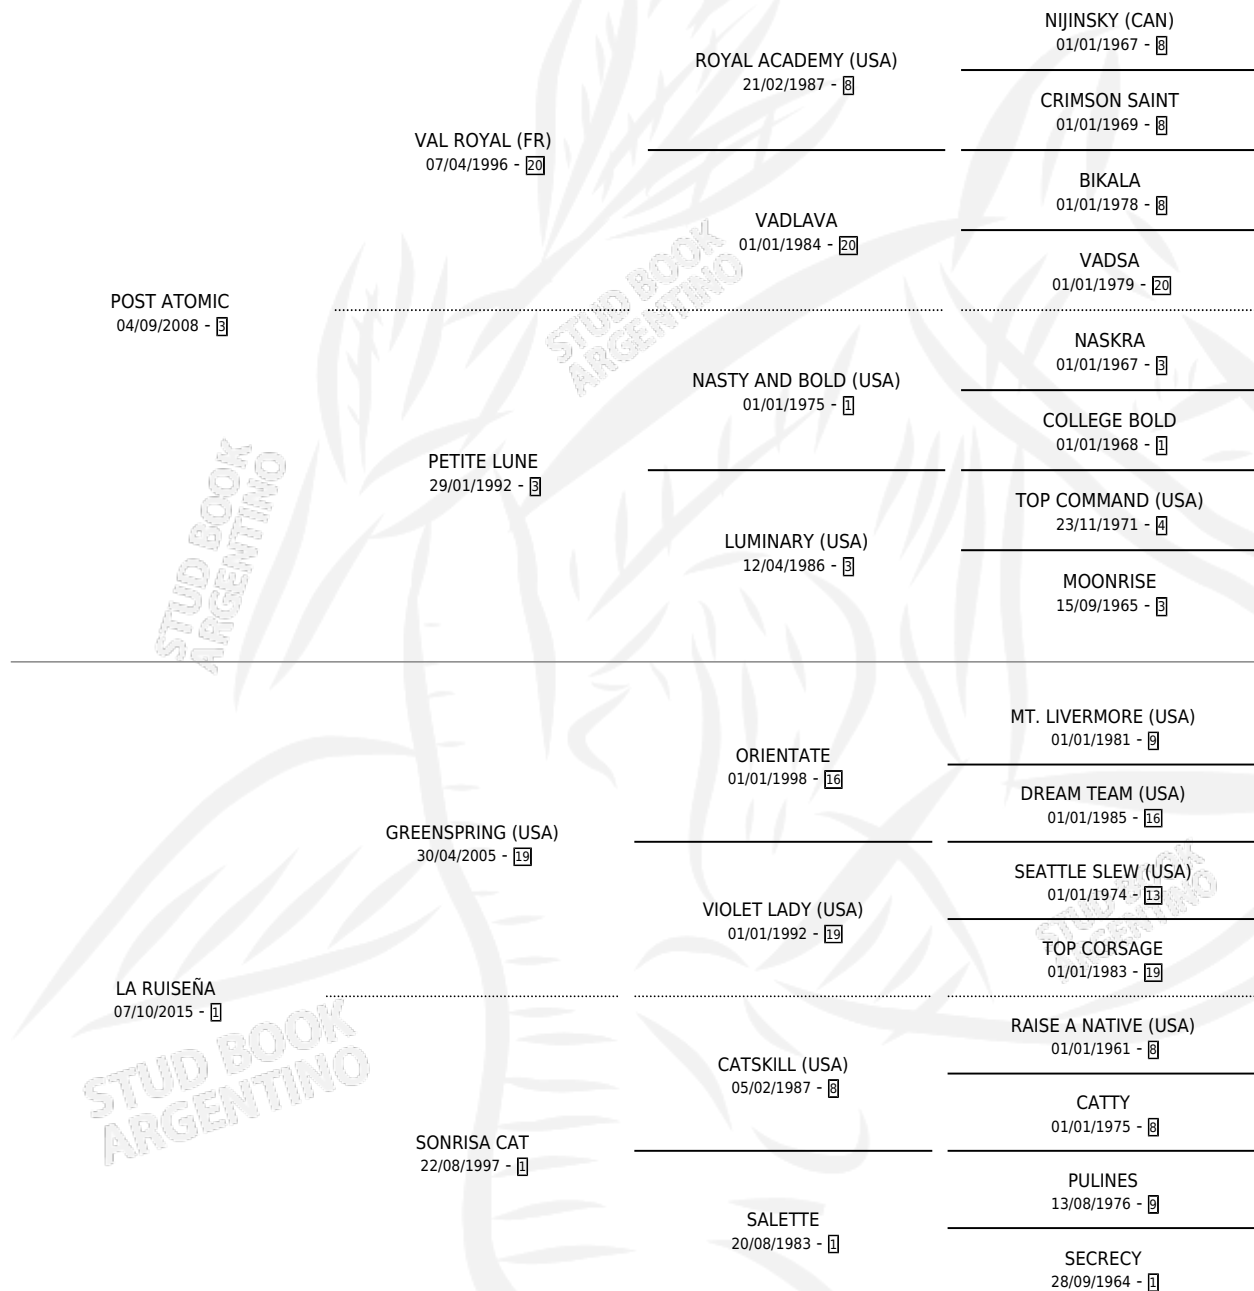 NIJINSKY (CAN)
01/01/1967 - 8
ROYAL ACADEMY (USA)
21/02/1987 - 8
CRIMSON SAINT
01/01/1969 - 8
VAL ROYAL (FR)
07/04/1996 - 20
BIKALA
01/01/1978 - 8
VADLAVA
01/01/1984 - 20
VADSA
01/01/1979 - 20
POST ATOMIC
04/09/2008 - 3
NASKRA
01/01/1967 - 3
NASTY AND BOLD (USA)
01/01/1975 - 1
COLLEGE BOLD
01/01/1968 - 1
PETITE LUNE
29/01/1992 - 3
TOP COMMAND (USA)
23/11/1971 - 4
LUMINARY (USA)
12/04/1986 - 3
MOONRISE
15/09/1965 - 3
MT. LIVERMORE (USA)
01/01/1981 - 9
ORIENTATE
01/01/1998 - 16
DREAM TEAM (USA)
01/01/1985 - 16
GREENSPRING (USA)
30/04/2005 - 19
SEATTLE SLEW (USA)
01/01/1974 - 13
VIOLET LADY (USA)
01/01/1992 - 19
TOP CORSAGE
01/01/1983 - 19
LA RUISEÑA
07/10/2015 - 1
RAISE A NATIVE (USA)
01/01/1961 - 8
CATSKILL (USA)
05/02/1987 - 8
CATTY
01/01/1975 - 8
SONRISA CAT
22/08/1997 - 1
PULINES
13/08/1976 - 9
SALETTE
20/08/1983 - 1
SECRECY
28/09/1964 - 1
STUD BOOK
ARGENTINO
STUD BOOK
ARGENTINO
STUD BOOK
ARGENTINO
STUD BOOK
ARGENTINO